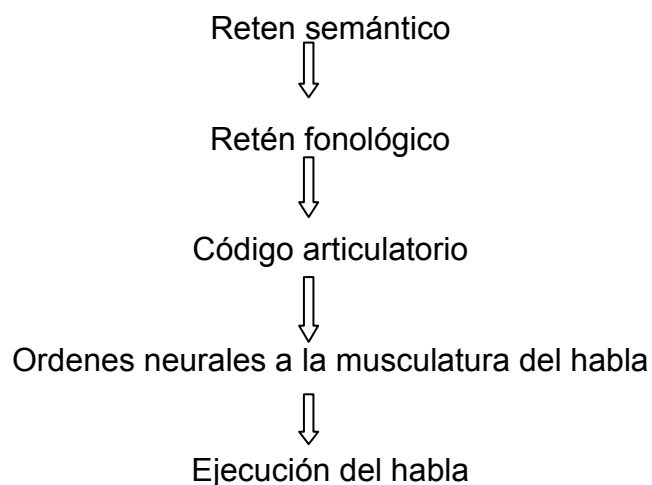 Reten semántico
Retén fonológico
Código articulatorio
Ordenes neurales a la musculatura del habla
Ejecución del habla